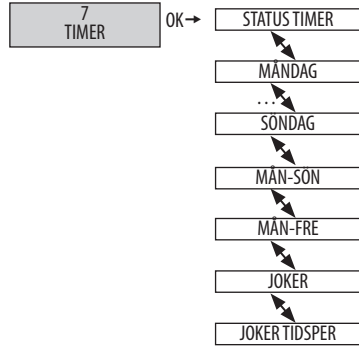 7
TIMER
OK→
STATUS TIMER
MÅNDAG
...
SÖNDAG
MÅN-SÖN
MÅN-FRE
JOKER
JOKER TIDSPER